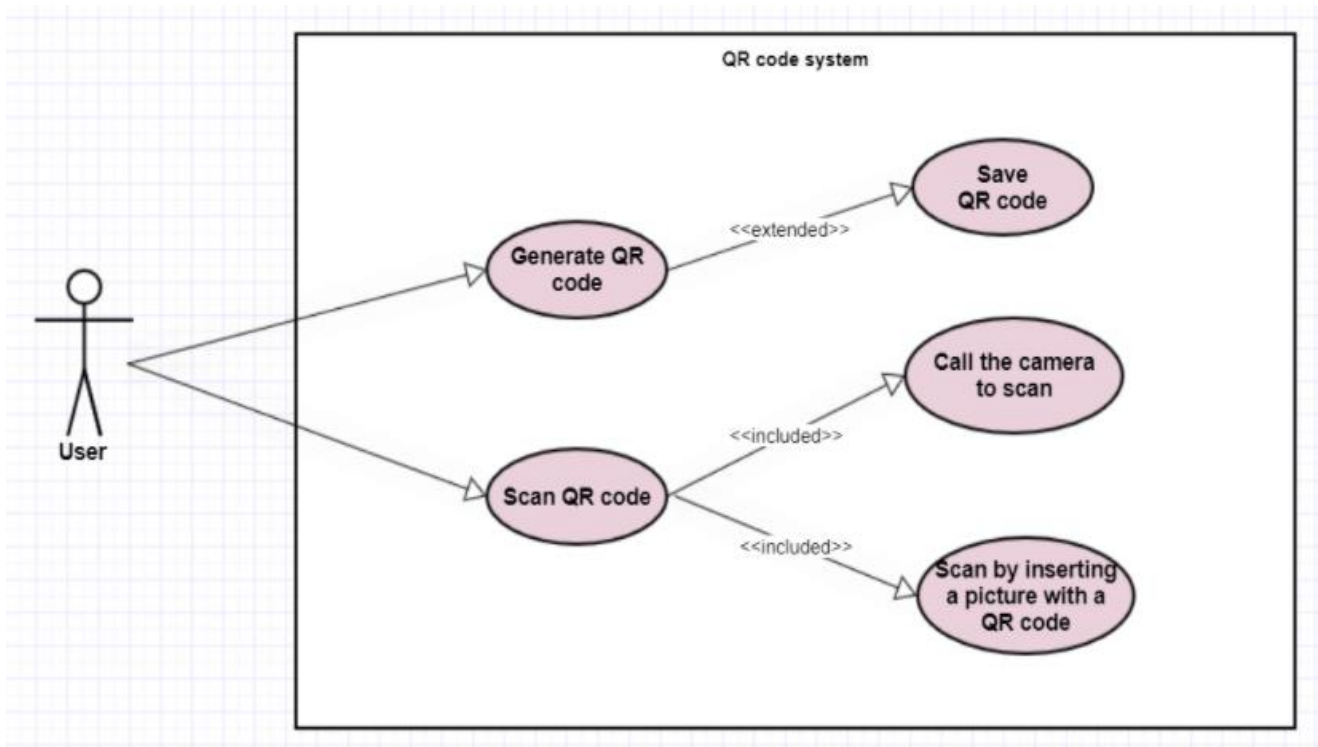 QR code system
Save
QR code
<<extended>>
Generate QR
code
Call the camera
to scan
<<included>>
User
Scan QR code
<<included>>
Scan by inserting
a picture with a
QR code